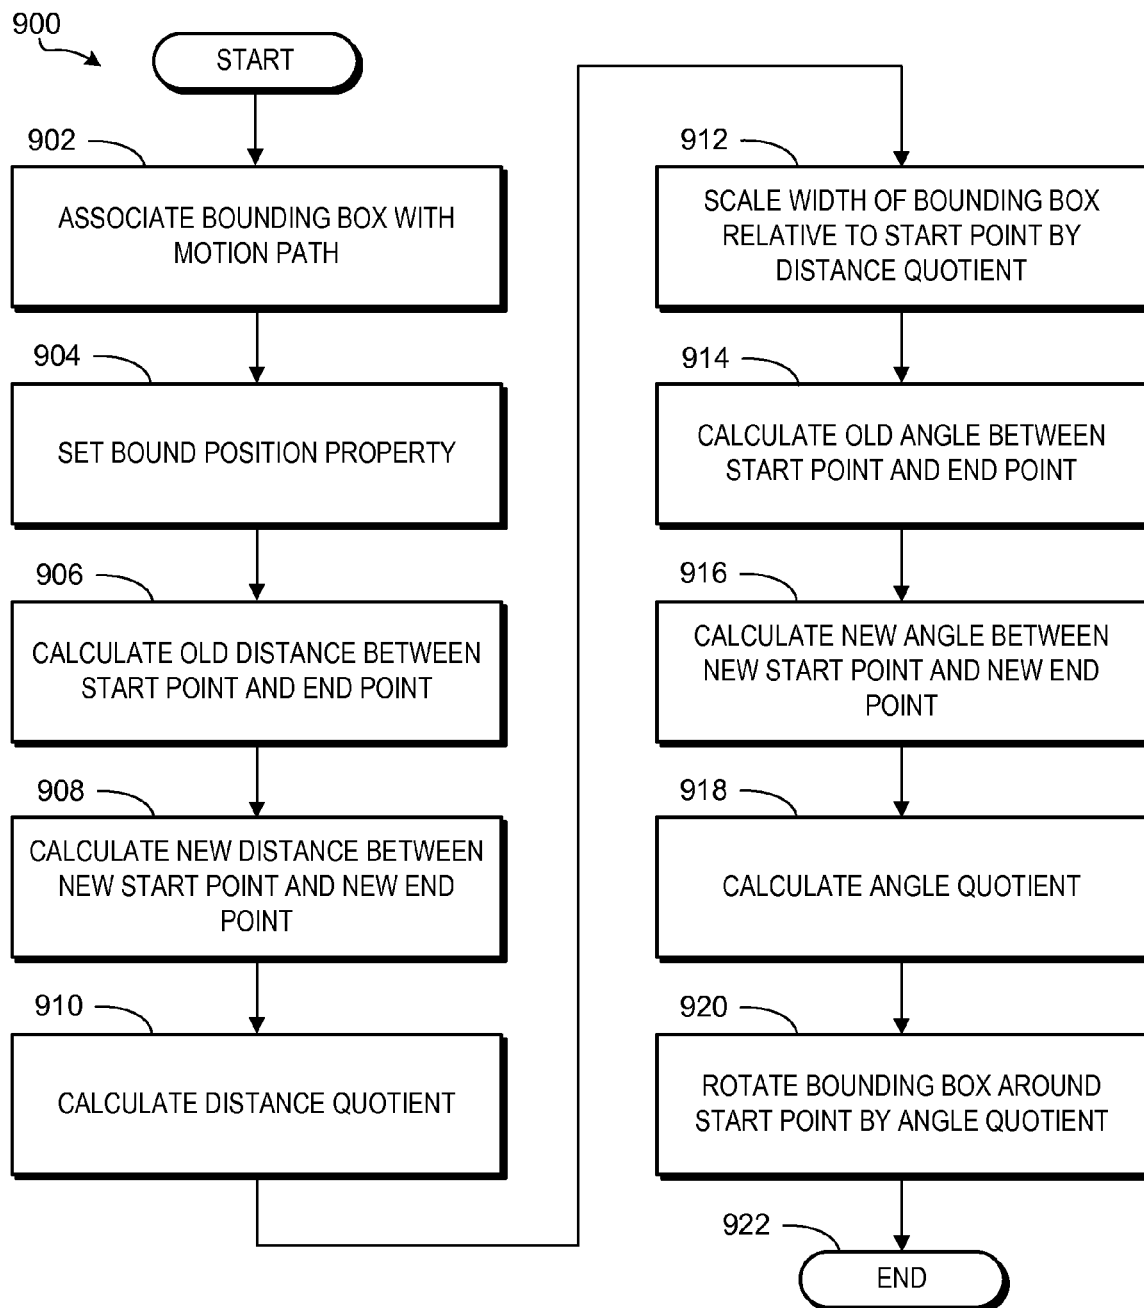 900
START
902
ASSOCIATE BOUNDING BOX WITH
MOTION PATH
904
SET BOUND POSITION PROPERTY
906
CALCULATE OLD DISTANCE BETWEEN
START POINT AND END POINT
908
CALCULATE NEW DISTANCE BETWEEN
NEW START POINT AND NEW END
POINT
910
CALCULATE DISTANCE QUOTIENT
912
SCALE WIDTH OF BOUNDING BOX
RELATIVE TO START POINT BY
DISTANCE QUOTIENT
914
CALCULATE OLD ANGLE BETWEEN
START POINT AND END POINT
916
CALCULATE NEW ANGLE BETWEEN
NEW START POINT AND NEW END
POINT
918
CALCULATE ANGLE QUOTIENT
920
ROTATE BOUNDING BOX AROUND
START POINT BY ANGLE QUOTIENT
922
END